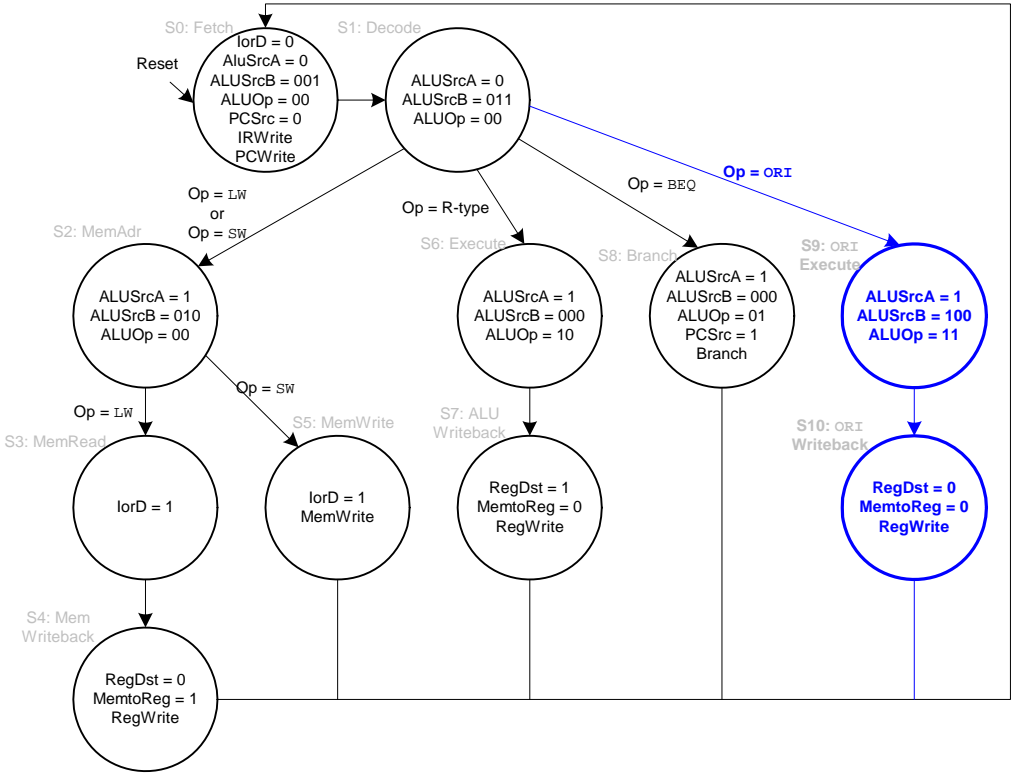 S0: Fetch
IorD = 0
AluSrcA = 0
ALUSrcB = 001
ALUOp = 00
PCSrc = 0
IRWrite
PCWrite
Reset
S1: Decode
ALUSrcA = 0
ALUSrcB = 011
ALUOp = 00
Op = LW
or
Op = SW
Op = R-type
Op = BEQ
Op = ORI
S2: MemAdr
ALUSrcA = 1
ALUSrcB = 010
ALUOp = 00
S6: Execute
ALUSrcA = 1
ALUSrcB = 000
ALUOp = 10
S8: Branch
ALUSrcA = 1
ALUSrcB = 000
ALUOp = 01
PCSrc = 1
Branch
S9: ORI
Execute
ALUSrcA = 1
ALUSrcB = 100
ALUOp = 11
Op = LW
Op = SW
S3: MemRead
IorD = 1
S5: MemWrite
IorD = 1
MemWrite
S7: ALU
Writeback
RegDst = 1
MemtoReg = 0
RegWrite
S10: ORI
Writeback
RegDst = 0
MemtoReg = 0
RegWrite
S4: Mem
Writeback
RegDst = 0
MemtoReg = 1
RegWrite